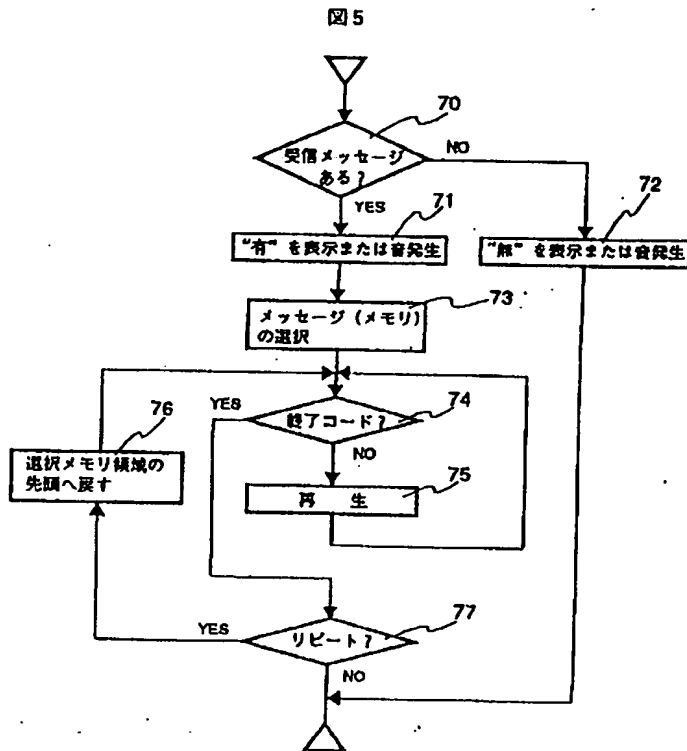 図5
70
受信メッセージ
ある?
NO
YES
71
72
"有"を表示または音発生
"無"を表示または音発生
73
メッセージ(メモリ)
の選択
76
YES
74
終了コード?
選択メモリ領域の
先頭へ戻す
NO
75
再 生
YES
77
リピート?
NO